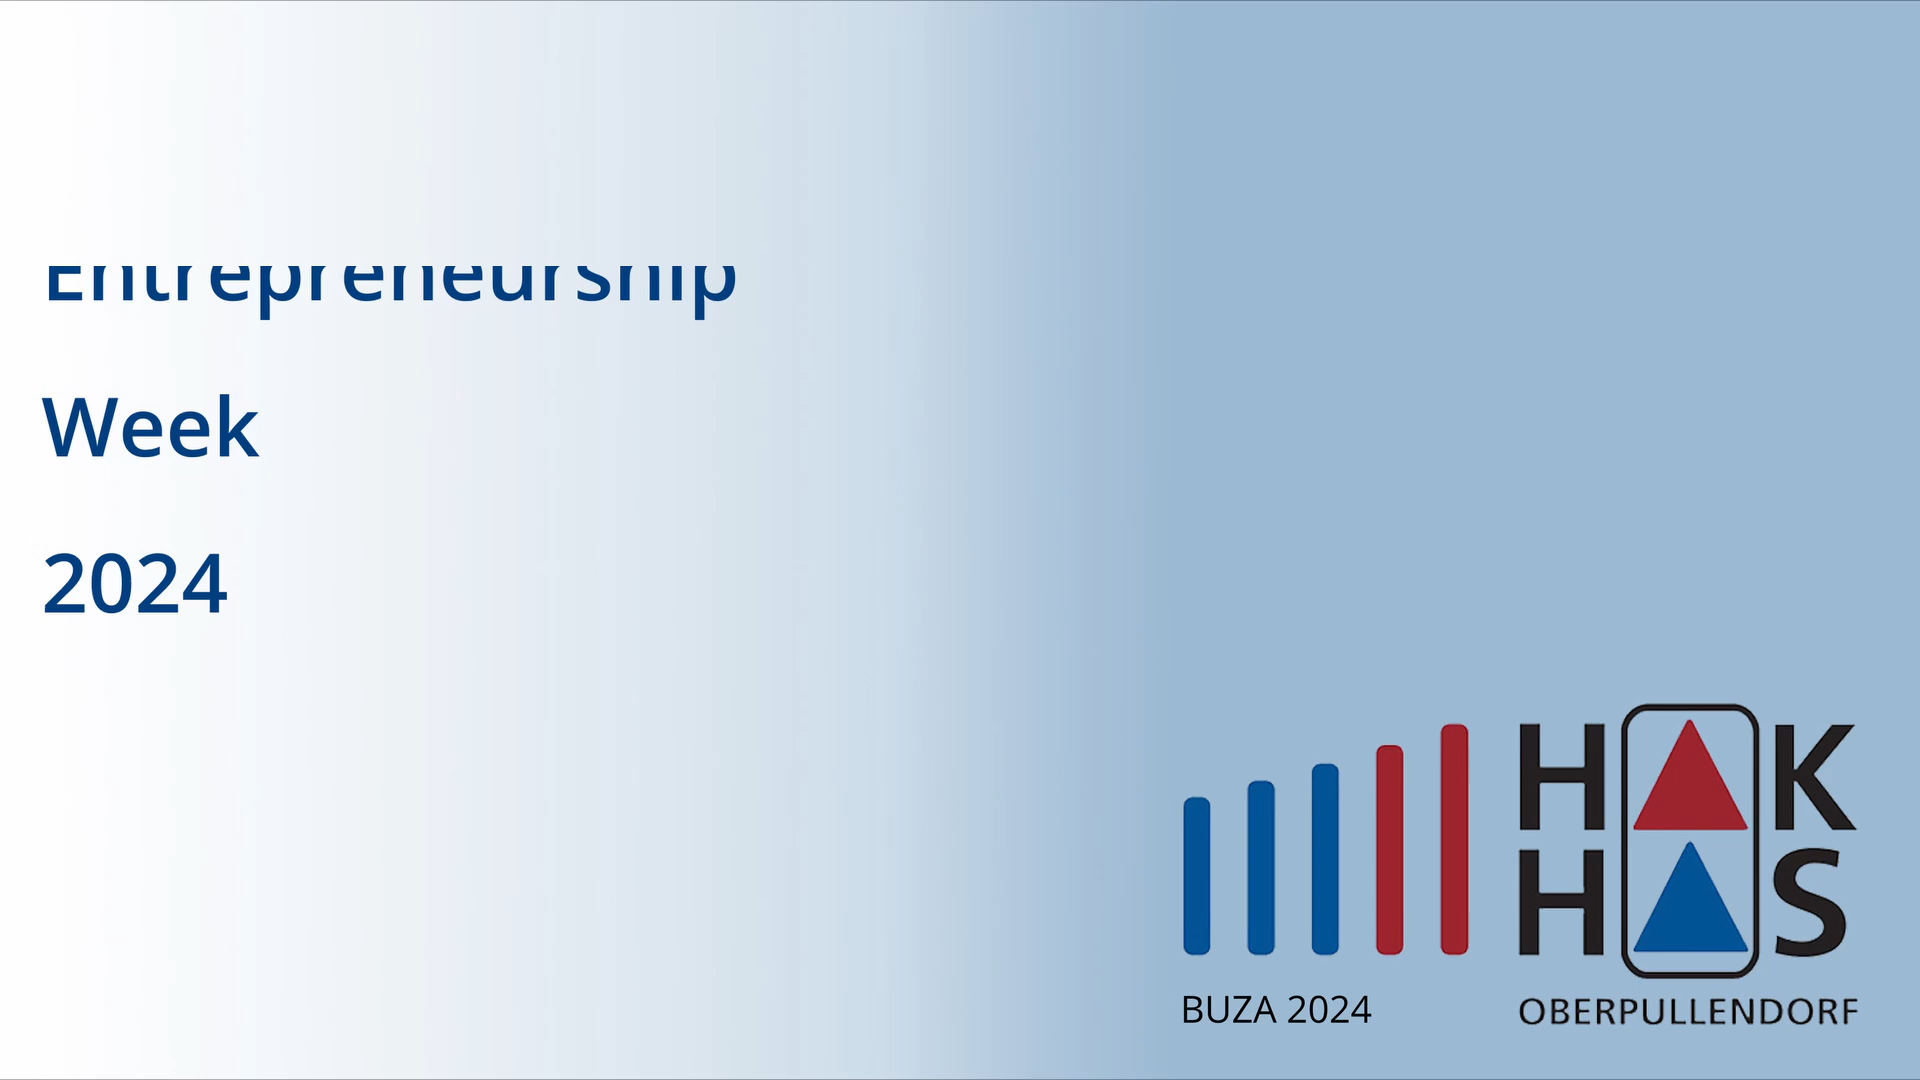 Entrepreneurship
Week
2024
HAK
HAS
BUZA 2024
OBERPULLENDORF